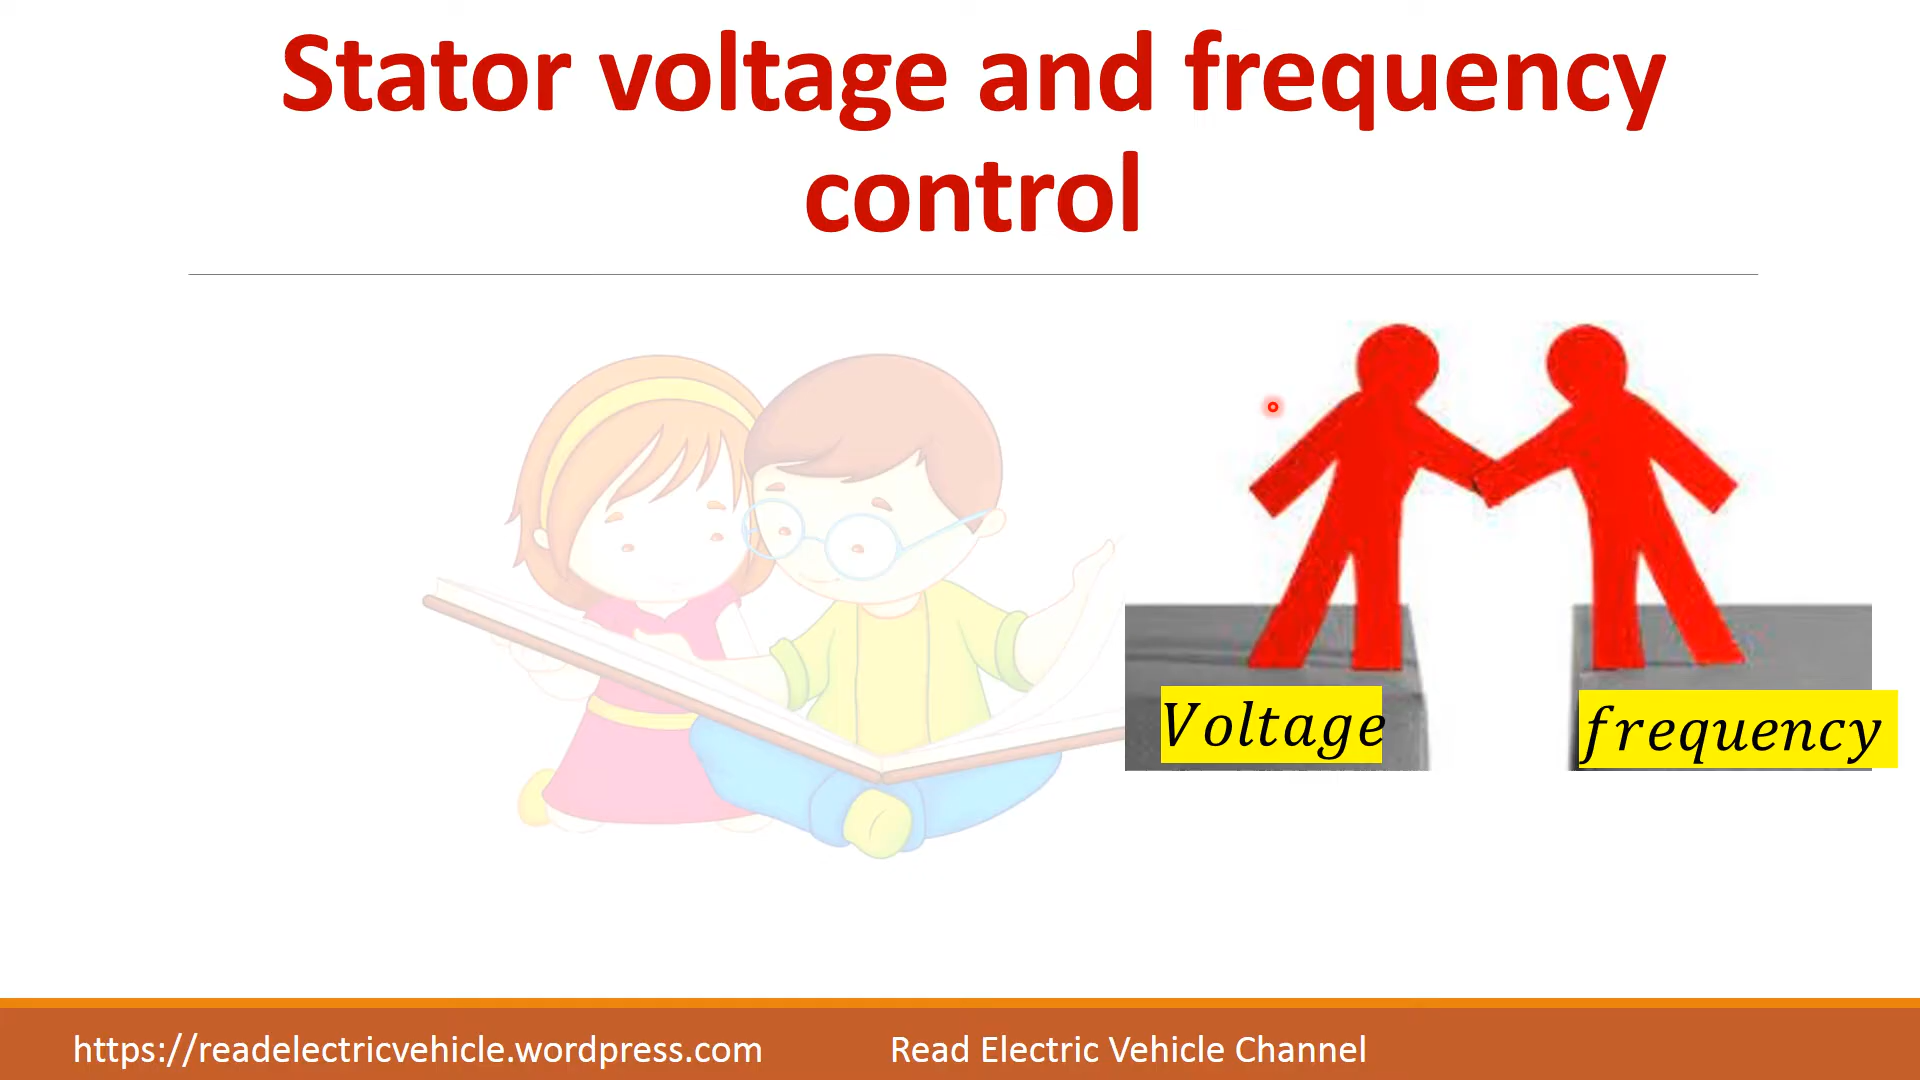 Stator voltage and frequency
control
Voltage
frequency
https://readelectricvehicle.wordpress.com
Read Electric Vehicle Channel